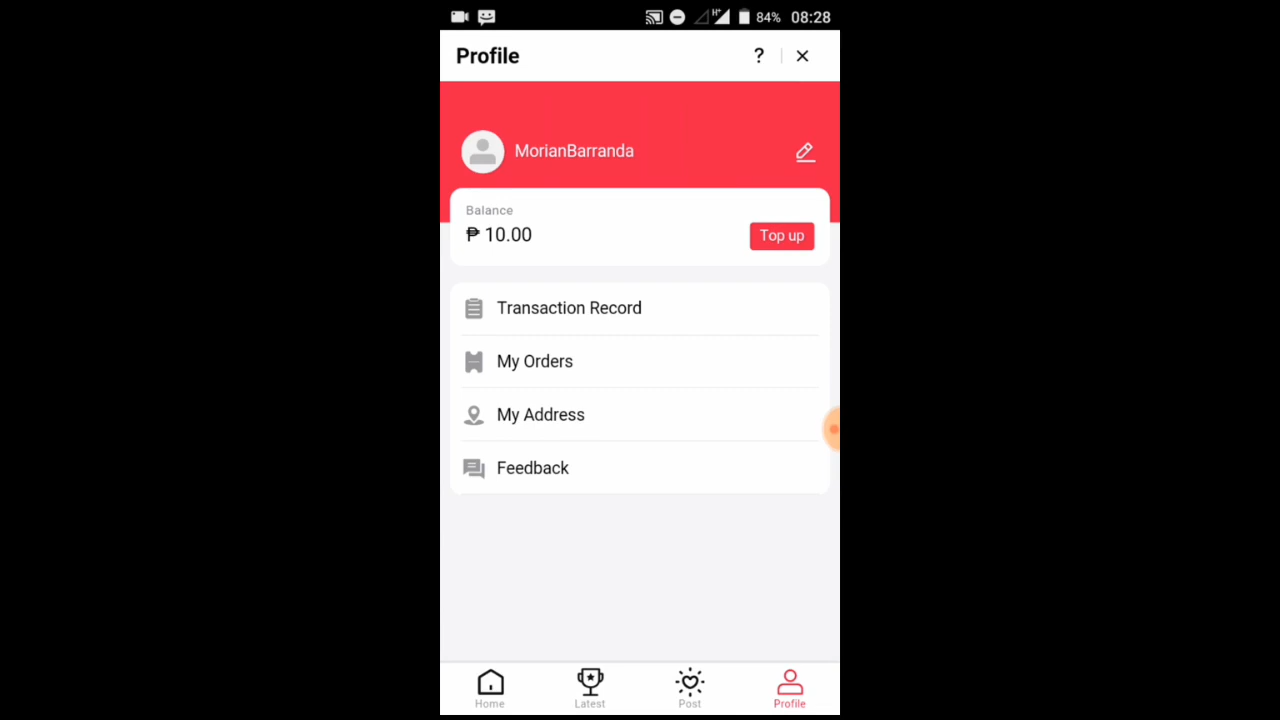 H+ 84% 08:28
Profile ?
MorianBarranda
Balance
₱ 10.00
Top up
Transaction Record
My Orders
My Address
Feedback
Home Latest Post Profile